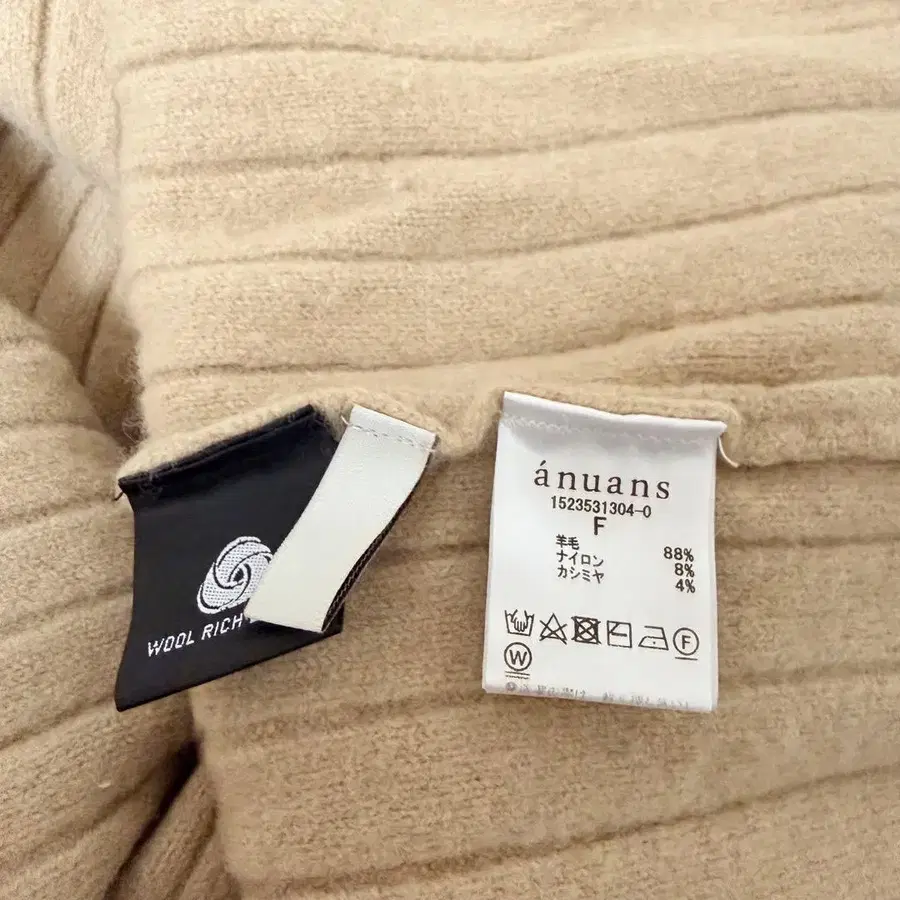 WOOL RICH
ánuans
1523531304-0
F
羊毛 88%
ナイロン 8%
カシミヤ 4%
F
W